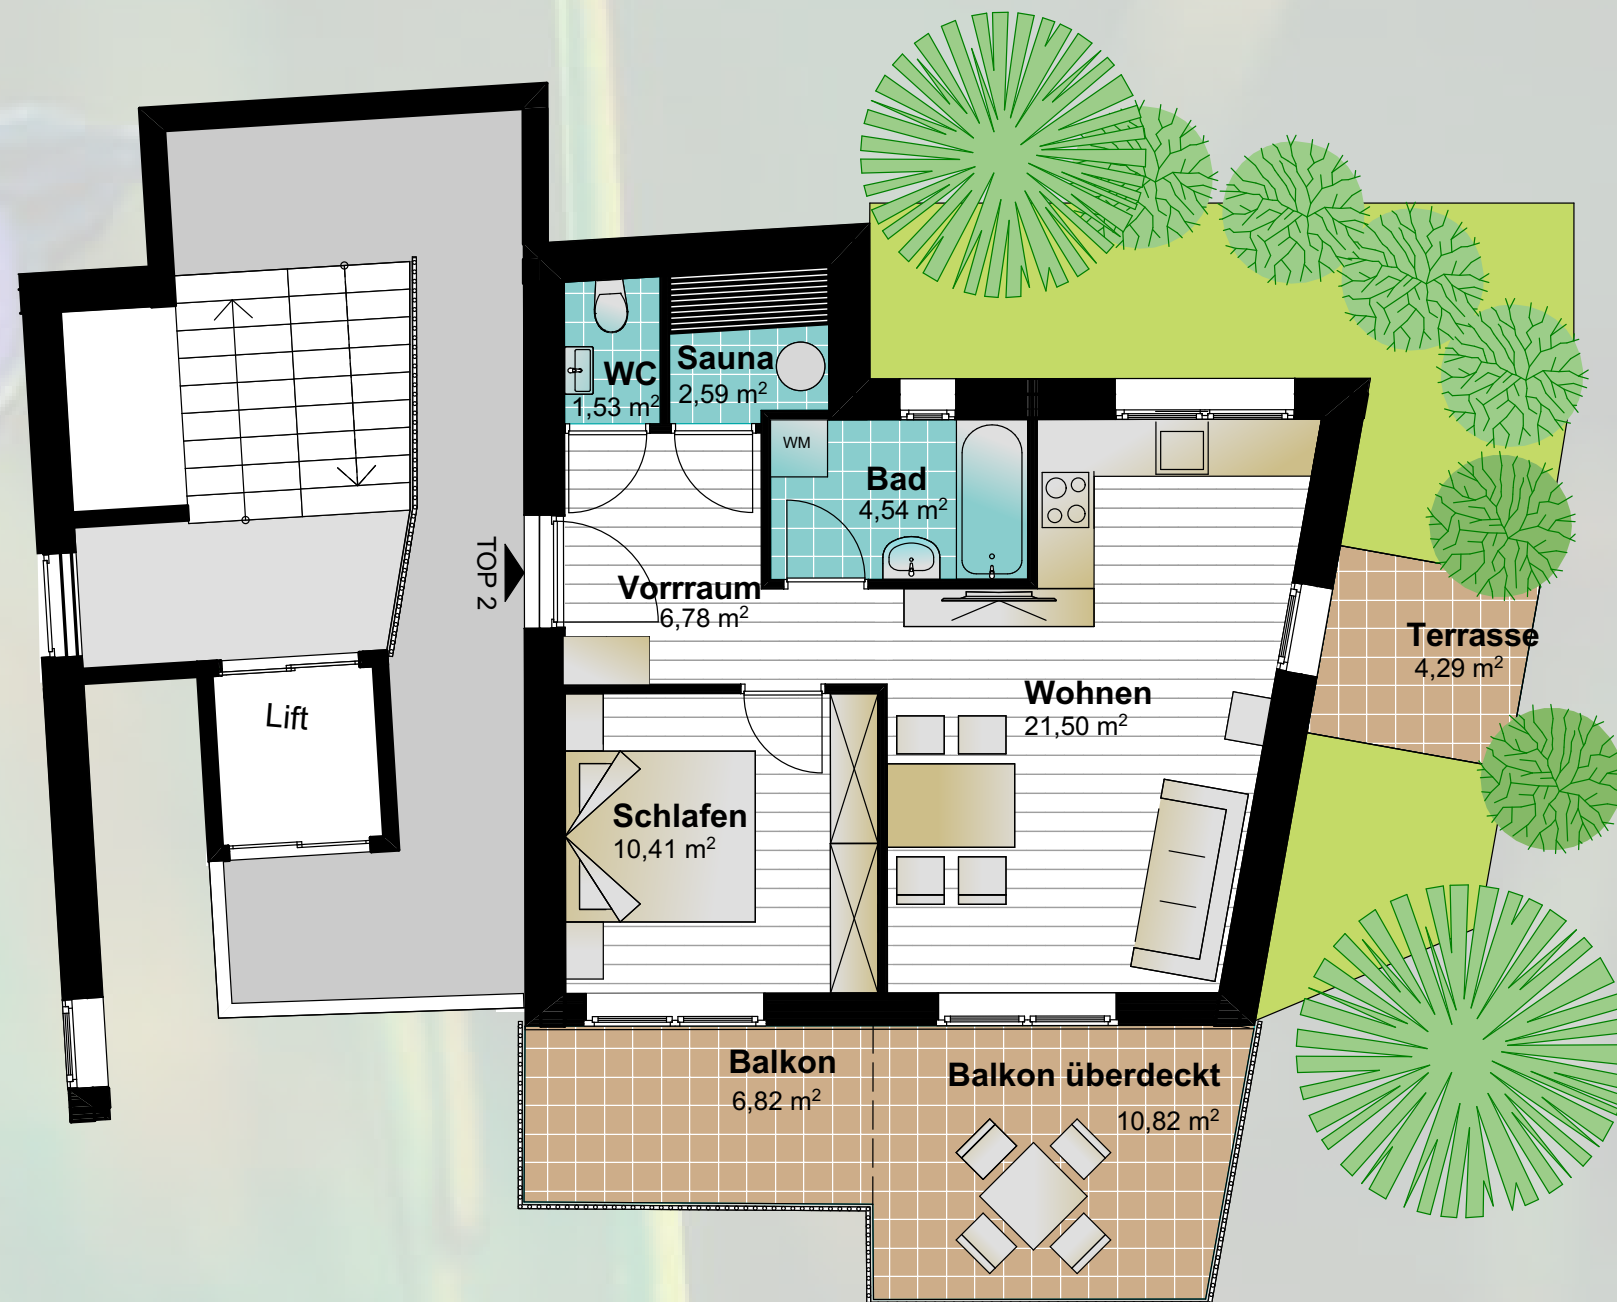 WC
1,53 m²
Sauna
2,59 m²
WM
Bad
4,54 m²
TOP 2
Vorrraum
6,78 m²
Terrasse
4,29 m²
Lift
Wohnen
21,50 m²
Schlafen
10,41 m²
Balkon
6,82 m²
Balkon überdeckt
10,82 m²